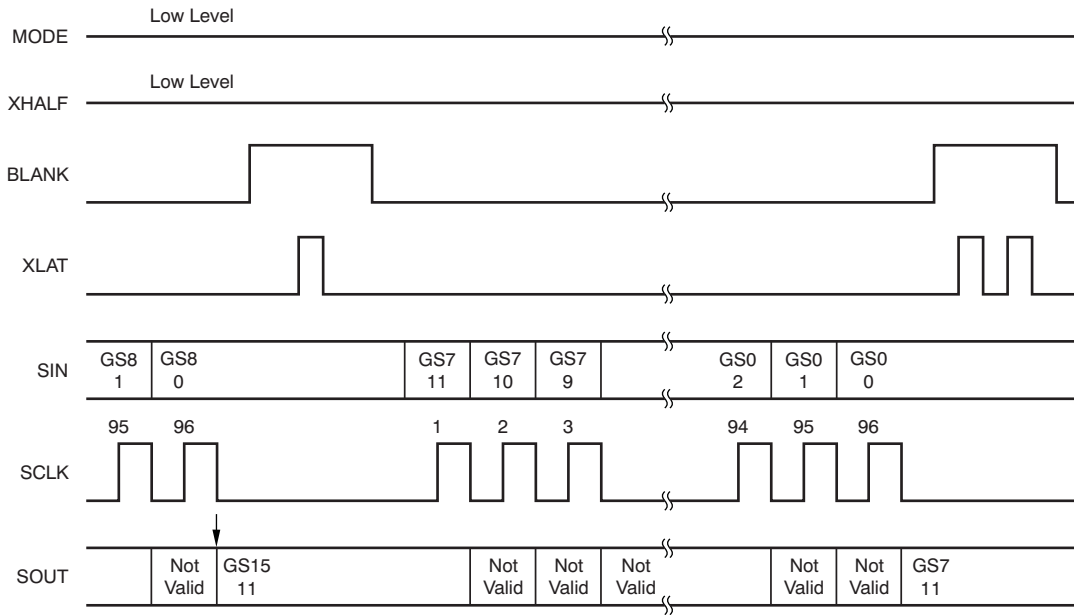 Low Level
MODE
Low Level
XHALF
BLANK
XLAT
SIN
GS8 1
GS8 0
GS7 11
GS7 10
GS7 9
GS0 2
GS0 1
GS0 0
SCLK
95 96 1 2 3 94 95 96
SOUT
Not Valid
GS15 11
Not Valid
Not Valid
Not Valid
Not Valid
Not Valid
GS7 11